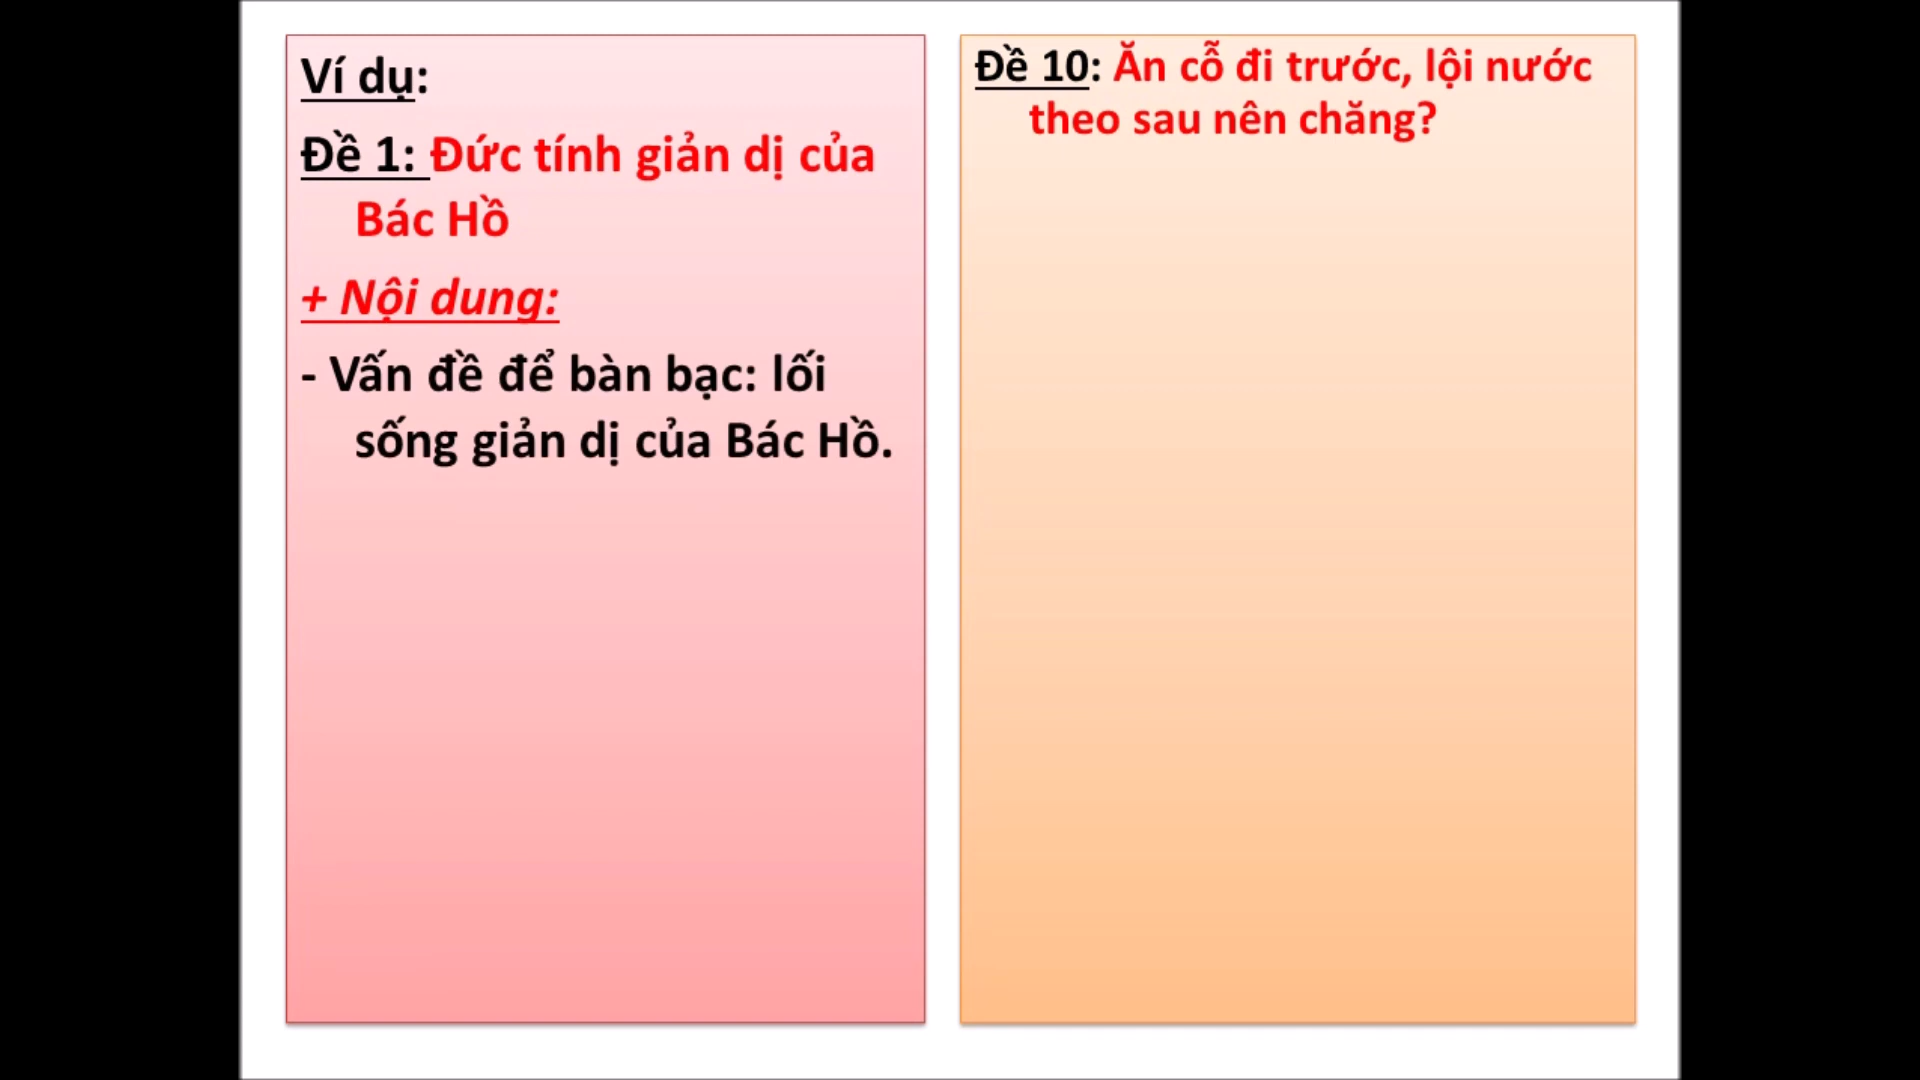 Ví dụ:
Đề 1: Đức tính giản dị của
Bác Hồ
+ Nội dung:
- Vấn đề để bàn bạc: lối
sống giản dị của Bác Hồ.
Đề 10: Ăn cỗ đi trước, lội nước
theo sau nên chăng?